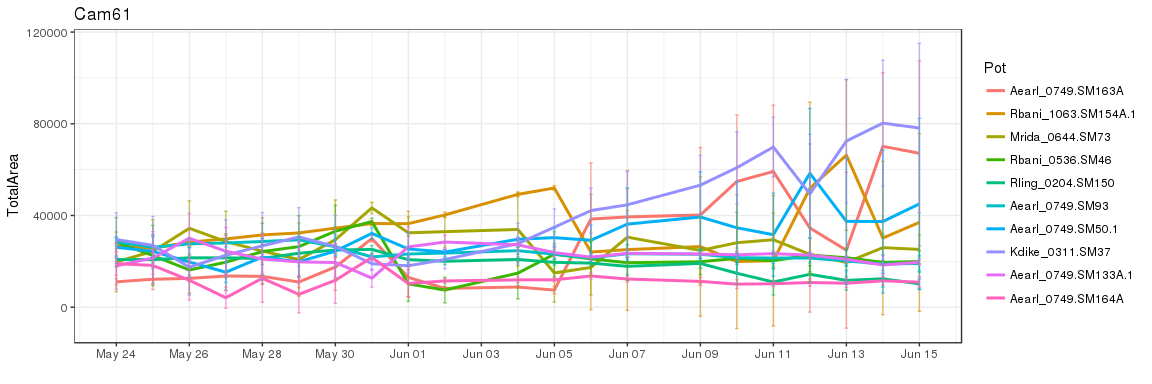 Cam61
TotalArea
120000
80000
40000
0
May 24
May 26
May 28
May 30
Jun 01
Jun 03
Jun 05
Jun 07
Jun 09
Jun 11
Jun 13
Jun 15
Pot
Aearl_0749.SM163A
Rbani_1063.SM154A.1
Mrida_0644.SM73
Rbani_0536.SM46
Rling_0204.SM150
Aearl_0749.SM93
Aearl_0749.SM50.1
Kdike_0311.SM37
Aearl_0749.SM133A.1
Aearl_0749.SM164A